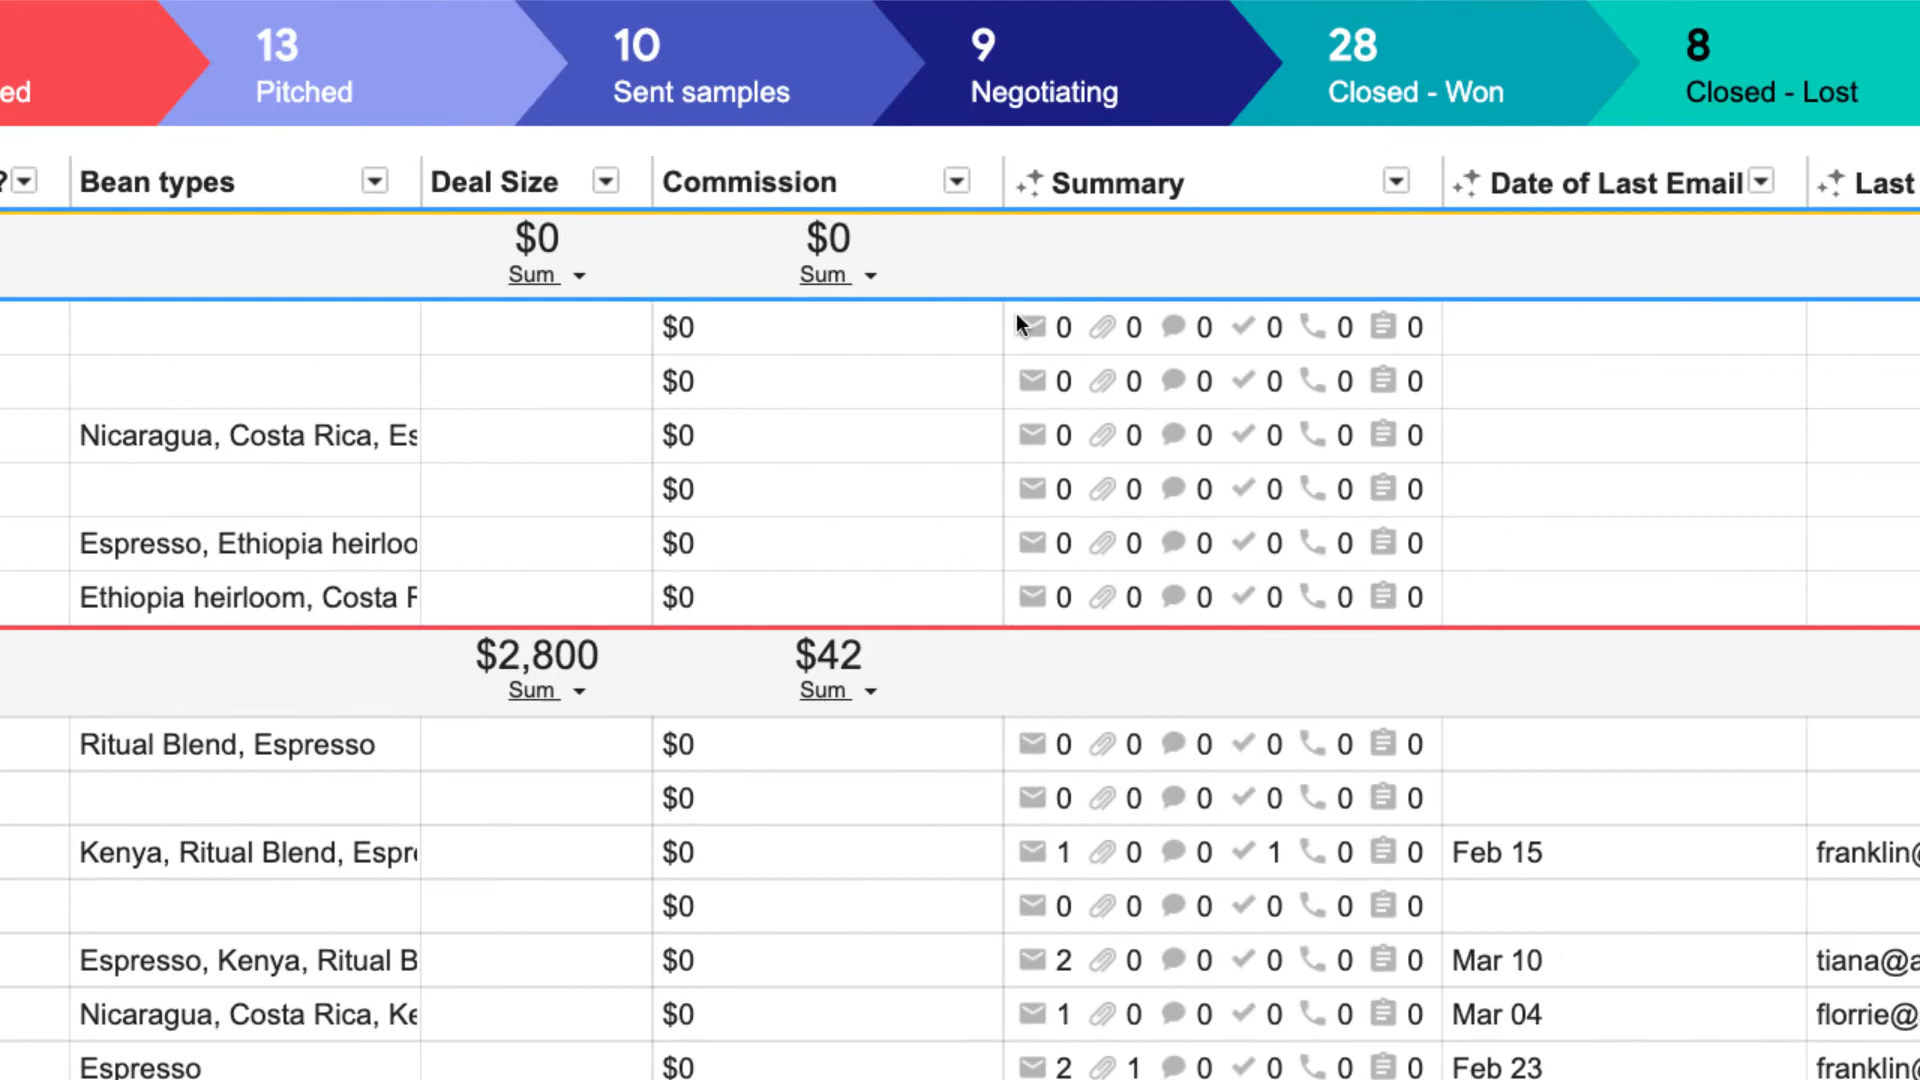 ed
13
Pitched
10
Sent samples
9
Negotiating
28
Closed - Won
8
Closed - Lost
? Bean types Deal Size Commission Summary Date of Last Email Last
$0 $0
Sum Sum
$0 0 0 0 0 0 0
$0 0 0 0 0 0 0
Nicaragua, Costa Rica, Es $0 0 0 0 0 0 0
$0 0 0 0 0 0 0
Espresso, Ethiopia heirloo $0 0 0 0 0 0 0
Ethiopia heirloom, Costa R $0 0 0 0 0 0 0
$2,800 $42
Sum Sum
Ritual Blend, Espresso $0 0 0 0 0 0 0
$0 0 0 0 0 0 0
Kenya, Ritual Blend, Espre $0 1 0 0 1 0 0 Feb 15 franklin@
$0 0 0 0 0 0 0
Espresso, Kenya, Ritual B $0 2 0 0 0 0 0 Mar 10 tiana@a
Nicaragua, Costa Rica, Ke $0 1 0 0 0 0 0 Mar 04 florrie@
Espresso $0 2 1 0 0 0 0 Feb 23 franklin@